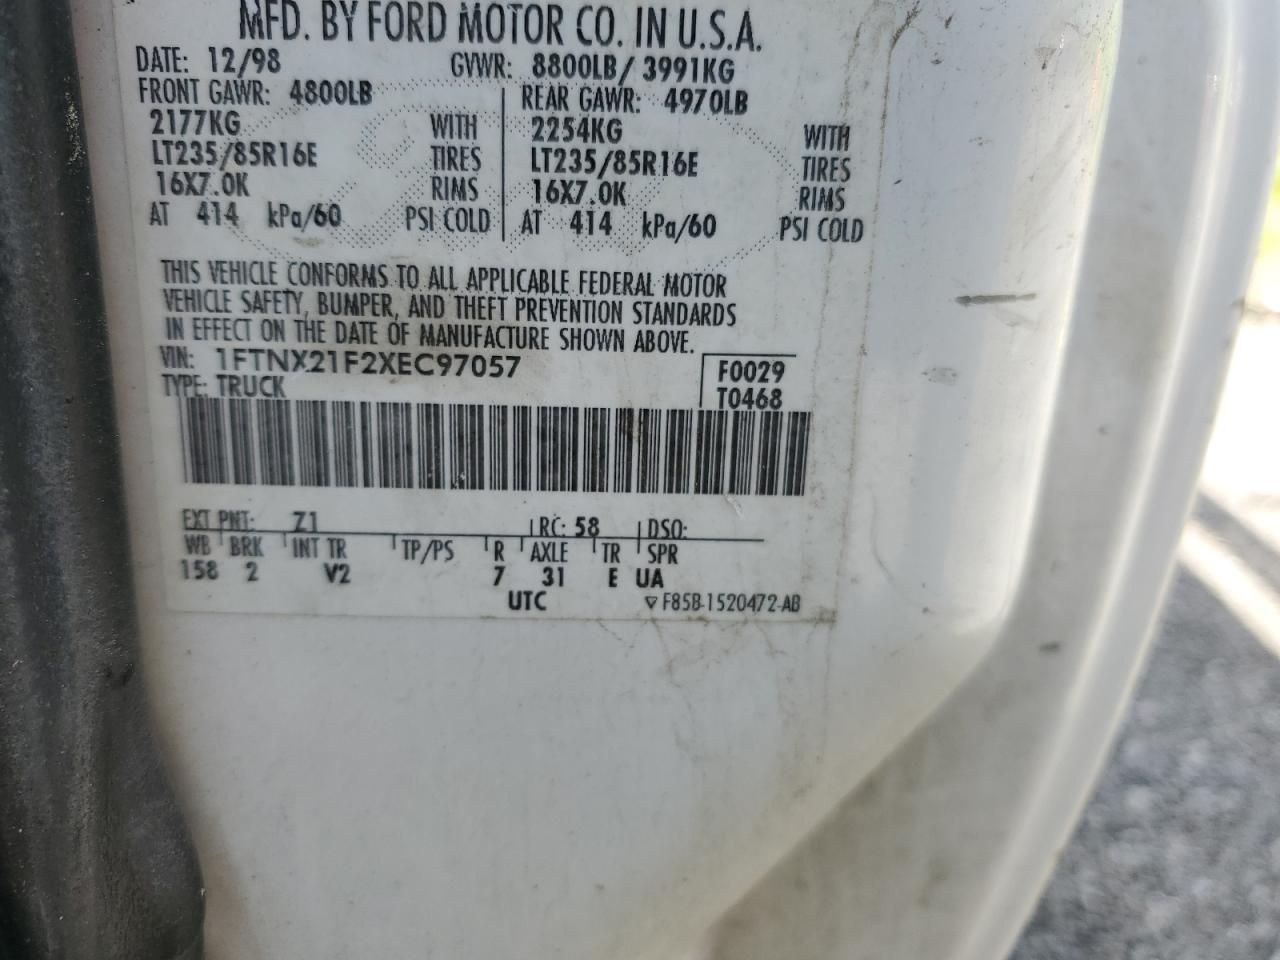 MFD. BY FORD MOTOR CO. IN U.S.A.
DATE: 12/98 GVWR: 8800LB/ 3991KG
FRONT GAWR: 4800LB REAR GAWR: 4970LB
2177KG WITH 2254KG WITH
LT235/85R16E TIRES LT235/85R16E TIRES
16X7.0K RIMS 16X7.0K RIMS
AT 414 kPa/60 PSI COLD AT 414 kPa/60 PSI COLD
THIS VEHICLE CONFORMS TO ALL APPLICABLE FEDERAL MOTOR
VEHICLE SAFETY, BUMPER, AND THEFT PREVENTION STANDARDS
IN EFFECT ON THE DATE OF MANUFACTURE SHOWN ABOVE.
VIN: 1FTNX21F2XEC97057 F0029
TYPE: TRUCK T0468
EXT PNT: Z1 RC: 58 DSO:
WB BRK INT TR TP/PS R AXLE TR SPR
158 2 V2 7 31 E UA
UTC F85B-1520472-AB